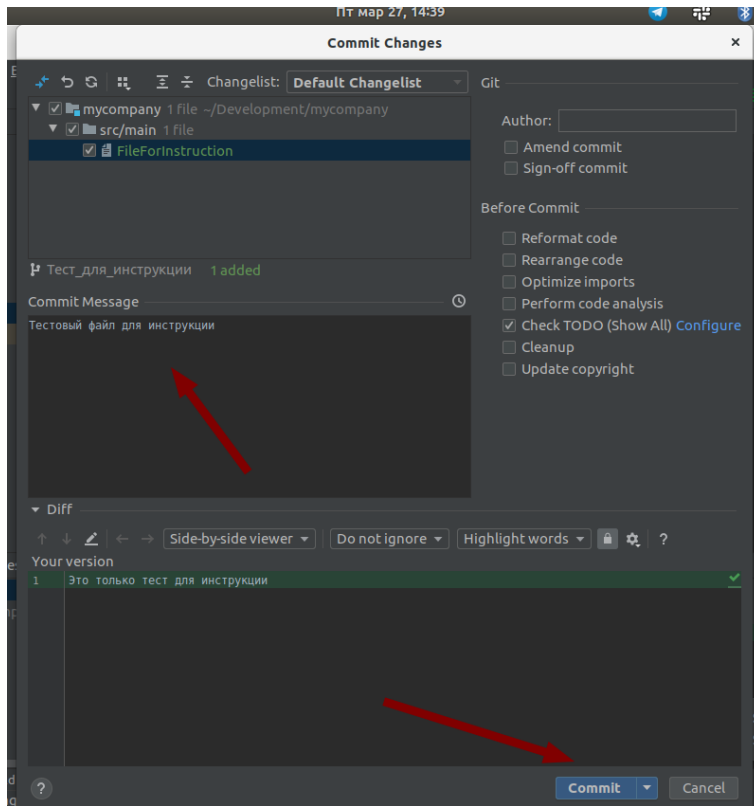 Пт мар 27, 14:39
Commit Changes
Changelist: Default Changelist
Git
mycompany 1 file ~/Development/mycompany
src/main 1 file
FileForInstruction
Author:
Amend commit
Sign-off commit
Before Commit
Reformat code
Rearrange code
Optimize imports
Perform code analysis
Check TODO (Show All) Configure
Cleanup
Update copyright
Тест_для_инструкции 1 added
Commit Message
Тестовый файл для инструкции
Diff
Side-by-side viewer Do not ignore Highlight words ?
Your version
1 Это только тест для инструкции
? Commit Cancel